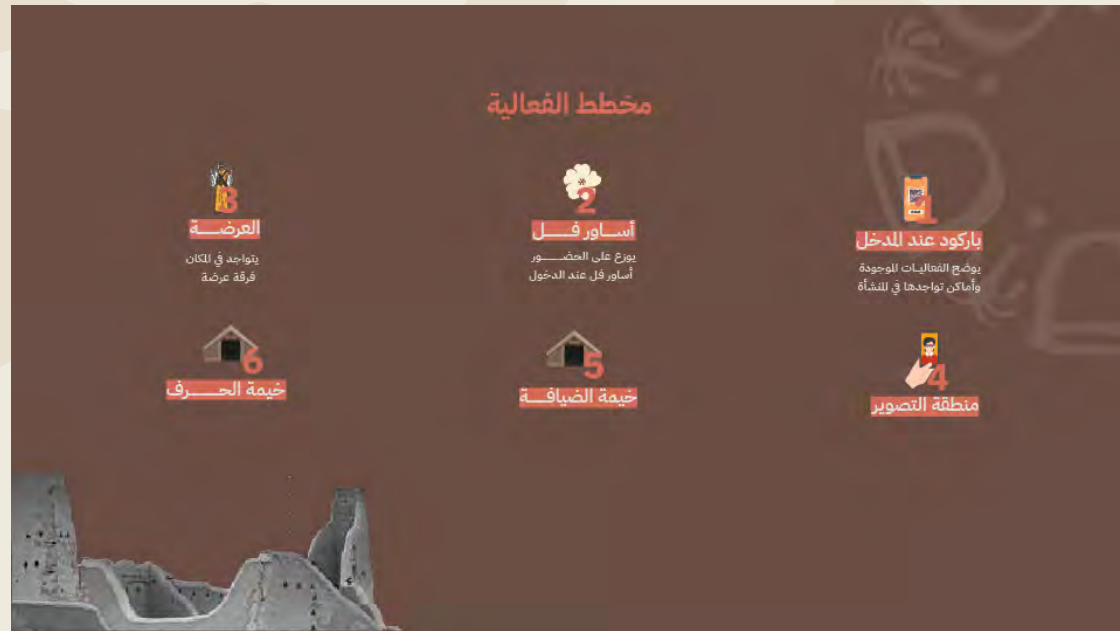 مخطط الفعالية
1
باركود عند المدخل
يوضح الفعاليات الموجودة
وأماكن تواجدها في المنشأة
2
أساور فل
يوزع على الحضور
أساور فل عند الدخول
3
العرضة
يتواجد في المكان
فرقة عرضة
4
منطقة التصوير
5
خيمة الضيافة
6
خيمة الحرف